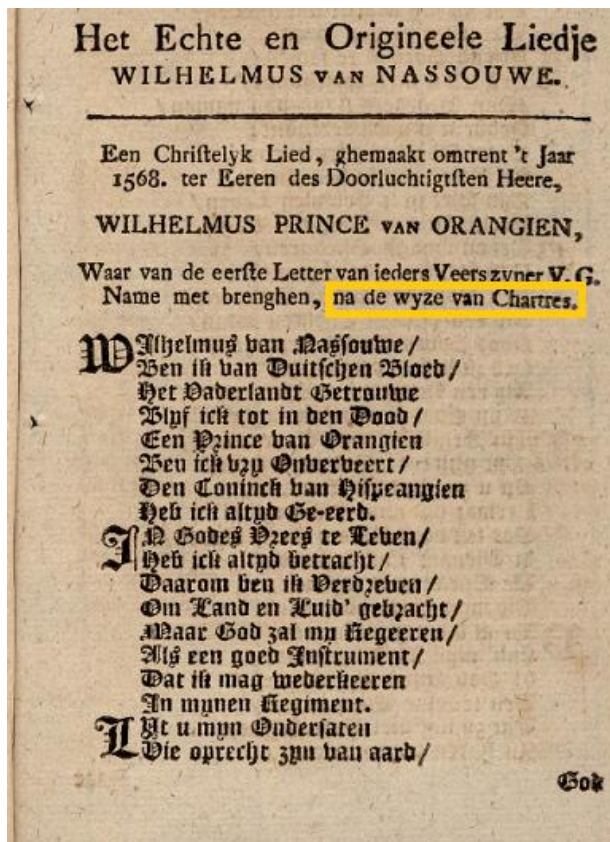 Het Echte en Origineele Liedje
WILHELMUS VAN NASSOUWE.
Een Chriſtelyk Lied, ghemaakt omtrent 't Jaar
1568. ter Eeren des Doorluchtigtſten Heere,
WILHELMUS PRINCE VAN ORANGIEN,
Waar van de eerſte Letter van ieders Veers zyner V. G.
Name met brenghen, na de wyze van Chartres.
WIlhelmus van Naſſouwe /
Ben ik van Duitſchen Bloed /
Het Vaderlandt Getrouwe
Blyf ick tot in den Dood /
Een Prince van Orangien
Ben ick vry Onverveert /
Den Coninck van Hiſpeangien
Heb ick altyd Ge-eerd.
IN Godes Vrees te Leven /
Heb ick altyd betracht /
Daarom ben ik Verdreven /
Om Land en Luid' gebracht /
Maar God zal my Regeeren /
Als een goed Inſtrument /
Dat ik mag wederkeeren
In mynen Regiment.
LYt u myn Onderſaten
Die oprecht zyn van aard /
God